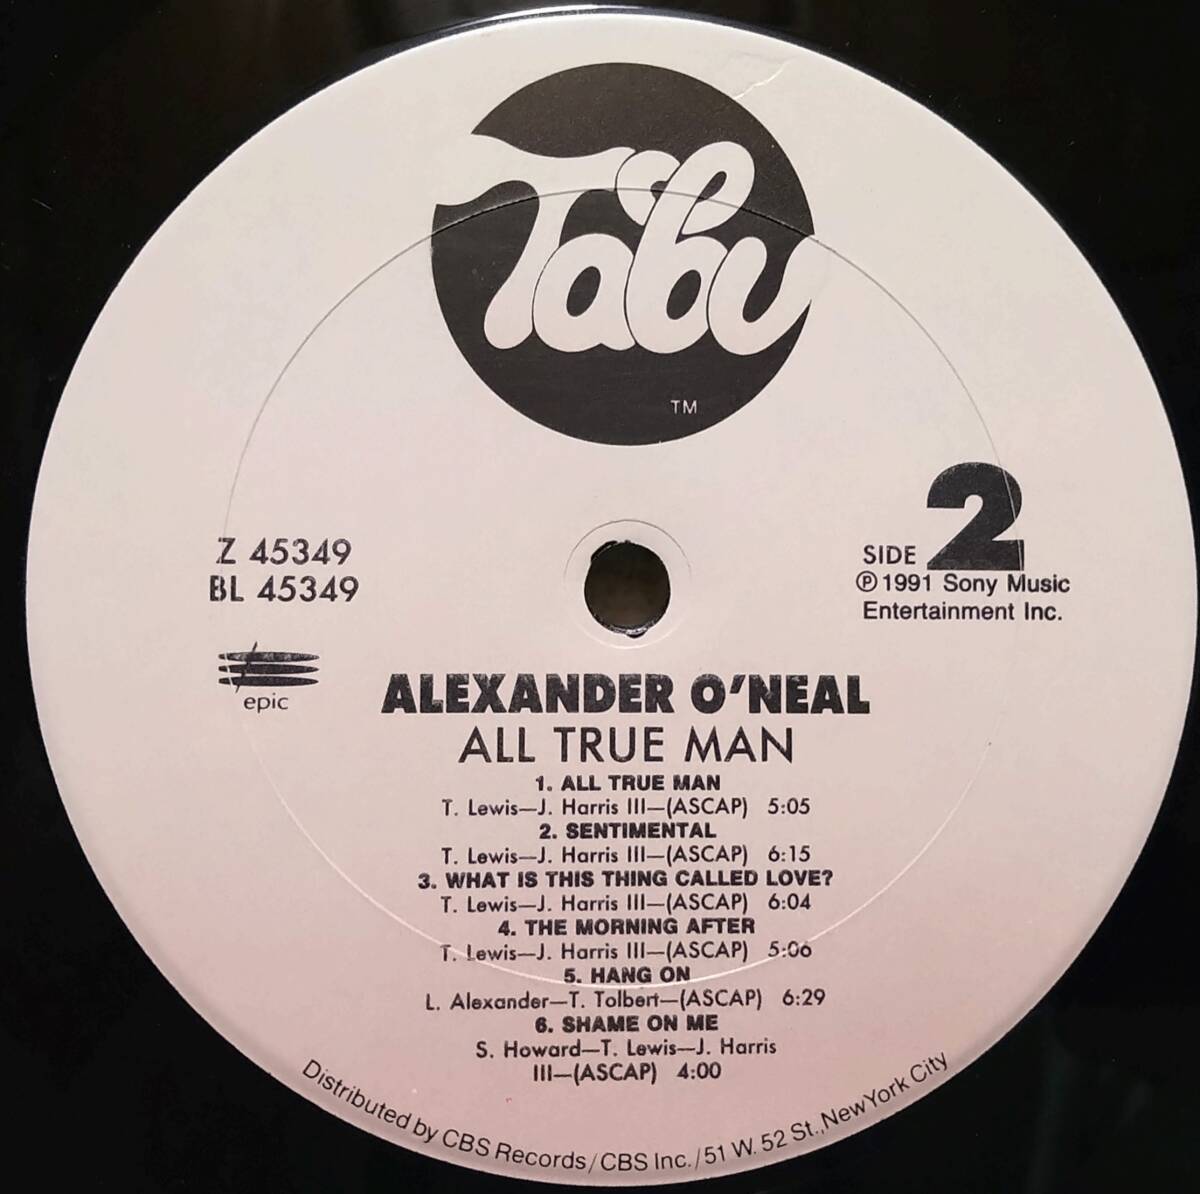 Tabu
TM
Z 45349
BL 45349
SIDE 2
℗ 1991 Sony Music
Entertainment Inc.
epic
ALEXANDER O'NEAL
ALL TRUE MAN
1. ALL TRUE MAN
T. Lewis—J. Harris III—(ASCAP) 5:05
2. SENTIMENTAL
T. Lewis—J. Harris III—(ASCAP) 6:15
3. WHAT IS THIS THING CALLED LOVE?
T. Lewis—J. Harris III—(ASCAP) 6:04
4. THE MORNING AFTER
T. Lewis—J. Harris III—(ASCAP) 5:06
5. HANG ON
L. Alexander—T. Tolbert—(ASCAP) 6:29
6. SHAME ON ME
S. Howard—T. Lewis—J. Harris
III—(ASCAP) 4:00
Distributed by CBS Records/CBS Inc./51 W. 52 St., New York City